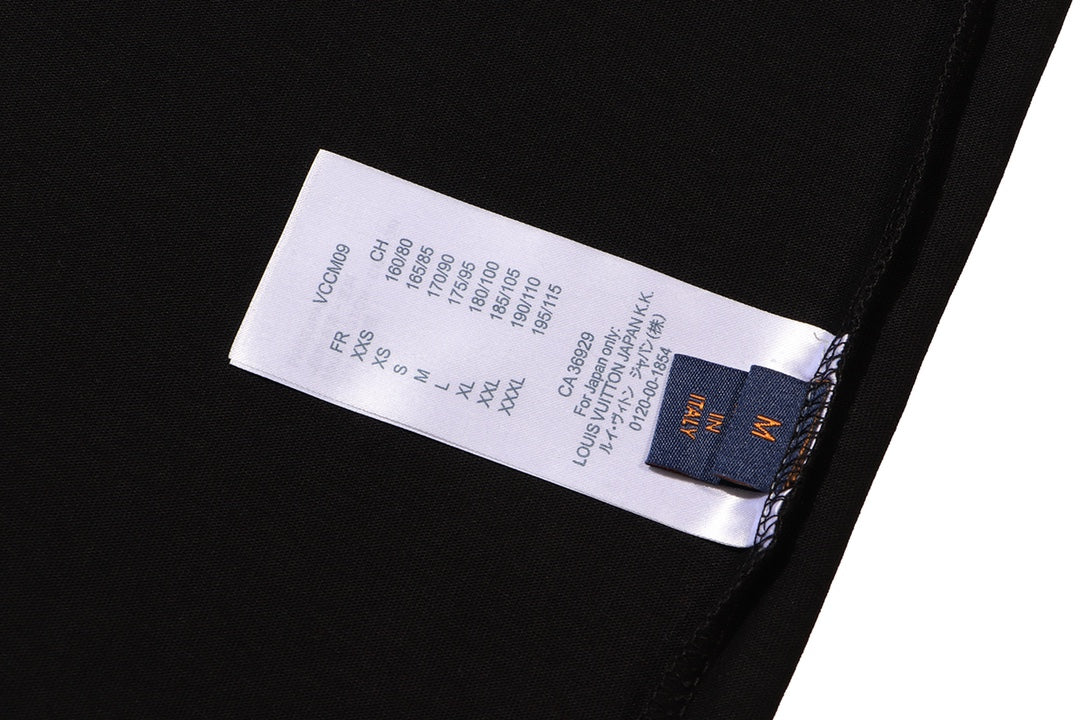 VCCM09
FR CH
XXS 160/80
XS 165/85
S 170/90
M 175/95
L 180/100
XL 185/105
XXL 190/110
XXXL 195/115
CA 36929
For Japan only:
LOUIS VUITTON JAPAN K.K.
ルイ・ヴィトン ジャパン(株)
0120-00-1854
IN
IITALY
M